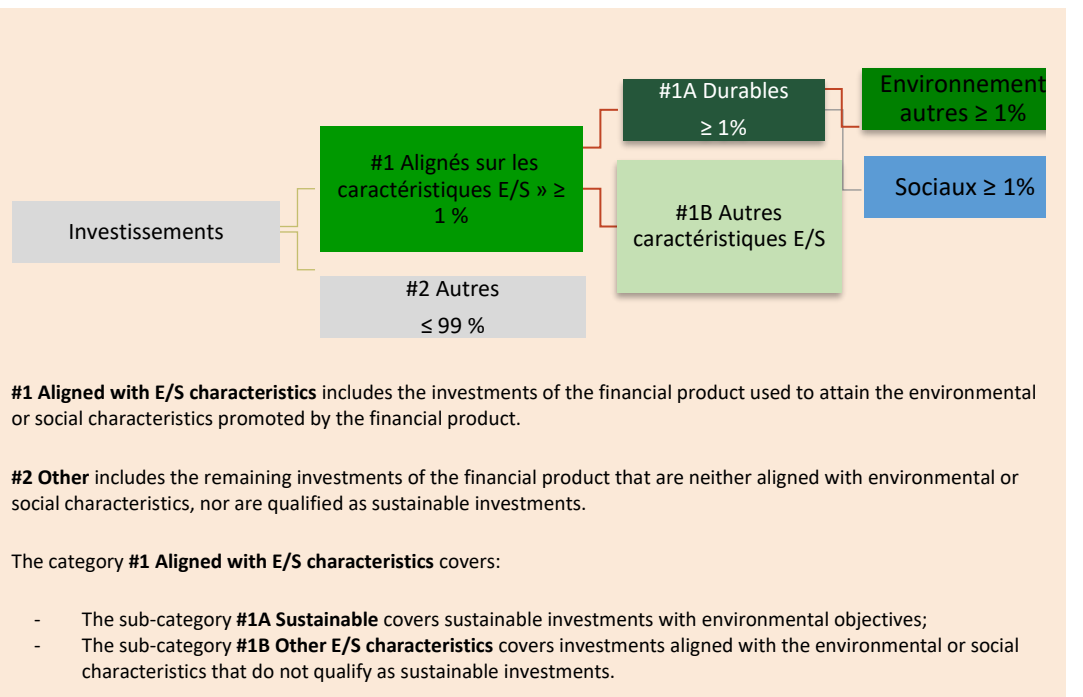 Investissements
#1 Alignés sur les
caractéristiques E/S » ≥
1 %
#2 Autres
≤ 99 %
#1A Durables
≥ 1%
#1B Autres
caractéristiques E/S
Environnement
autres ≥ 1%
Sociaux ≥ 1%
#1 Aligned with E/S characteristics includes the investments of the financial product used to attain the environmental
or social characteristics promoted by the financial product.
#2 Other includes the remaining investments of the financial product that are neither aligned with environmental or
social characteristics, nor are qualified as sustainable investments.
The category #1 Aligned with E/S characteristics covers:
- The sub-category #1A Sustainable covers sustainable investments with environmental objectives;
- The sub-category #1B Other E/S characteristics covers investments aligned with the environmental or social
characteristics that do not qualify as sustainable investments.